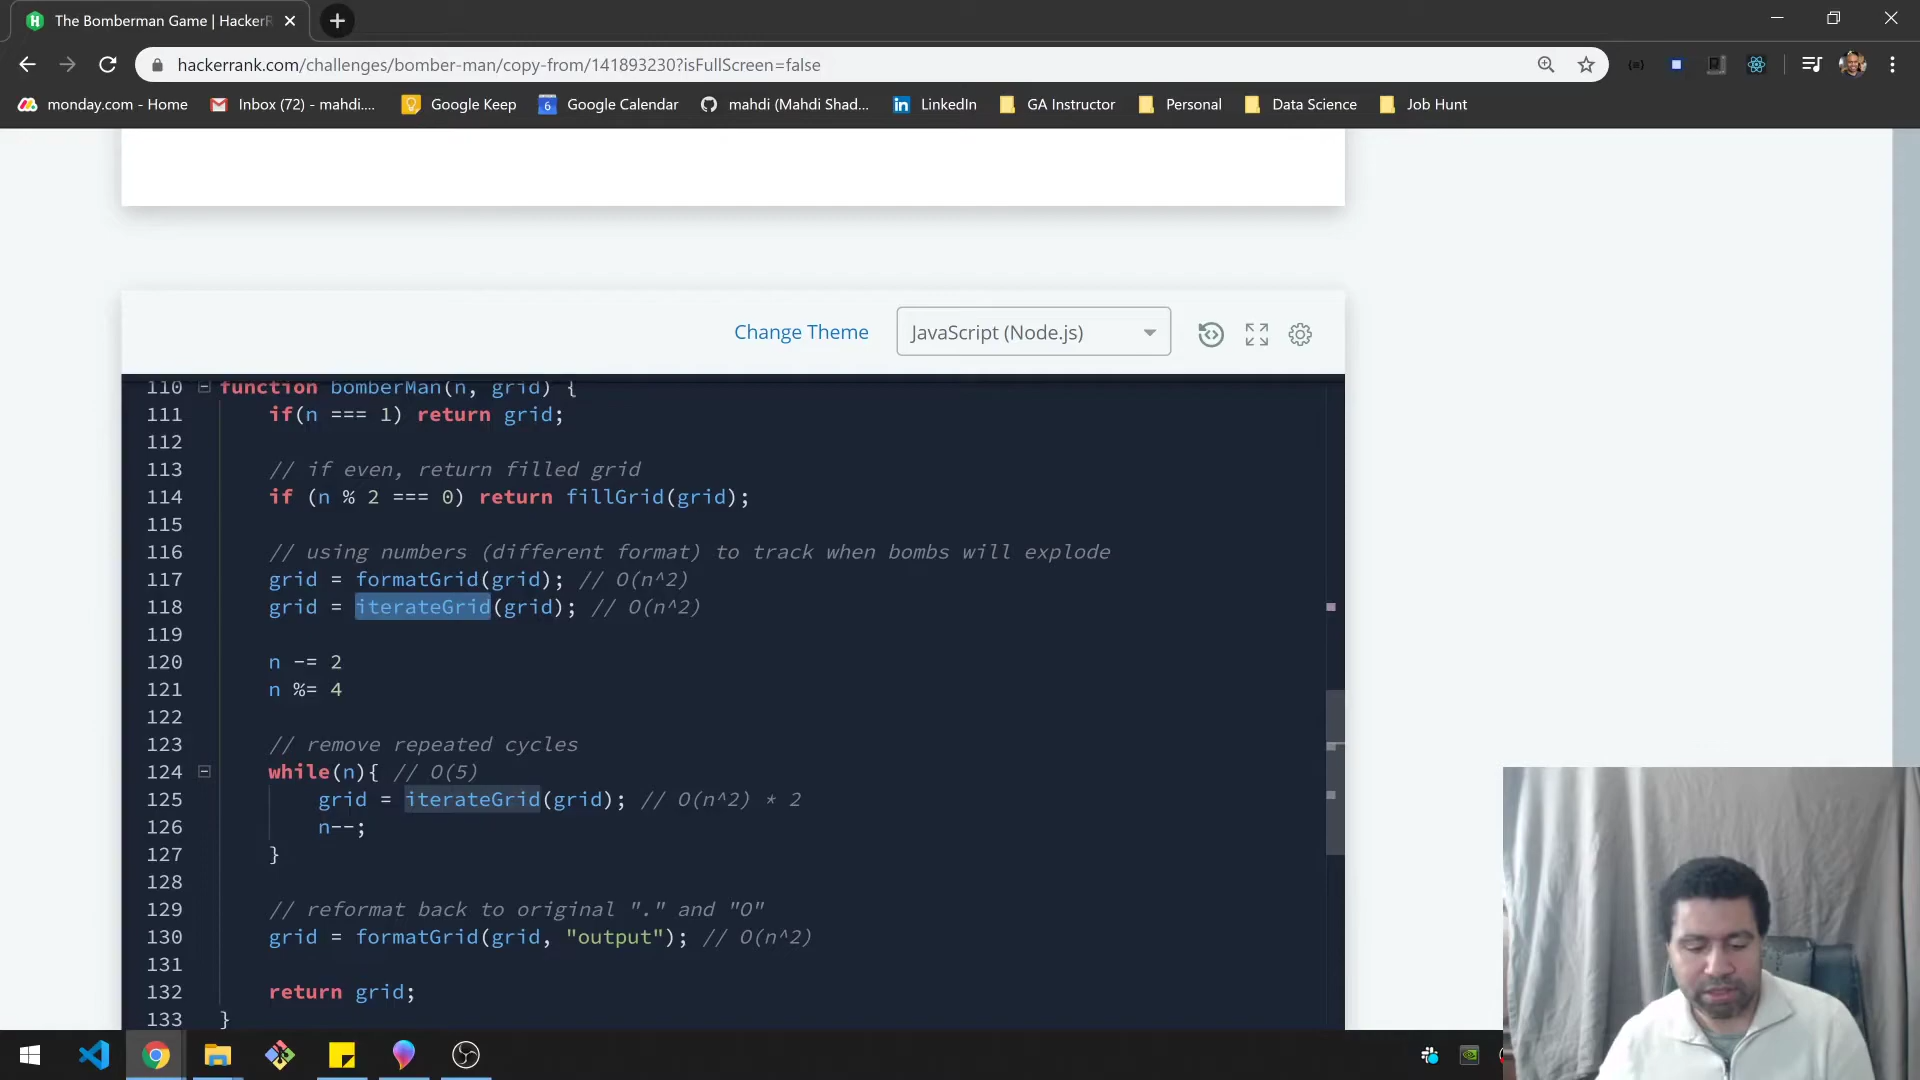 The Bomberman Game | HackerR
hackerrank.com/challenges/bomber-man/copy-from/141893230?isFullScreen=false
monday.com - Home
Inbox (72) - mahdi....
Google Keep
6
Google Calendar
mahdi (Mahdi Shad...
LinkedIn
GA Instructor
Personal
Data Science
Job Hunt
Change Theme
JavaScript (Node.js)
110 function bomberMan(n, grid) {
111 if(n === 1) return grid;
112
113 // if even, return filled grid
114 if (n % 2 === 0) return fillGrid(grid);
115
116 // using numbers (different format) to track when bombs will explode
117 grid = formatGrid(grid); // O(n^2)
118 grid = iterateGrid(grid); // O(n^2)
119
120 n -= 2
121 n %= 4
122
123 // remove repeated cycles
124 while(n){ // O(5)
125 grid = iterateGrid(grid); // O(n^2) * 2
126 n--;
127 }
128
129 // reformat back to original "." and "O"
130 grid = formatGrid(grid, "output"); // O(n^2)
131
132 return grid;
133 }